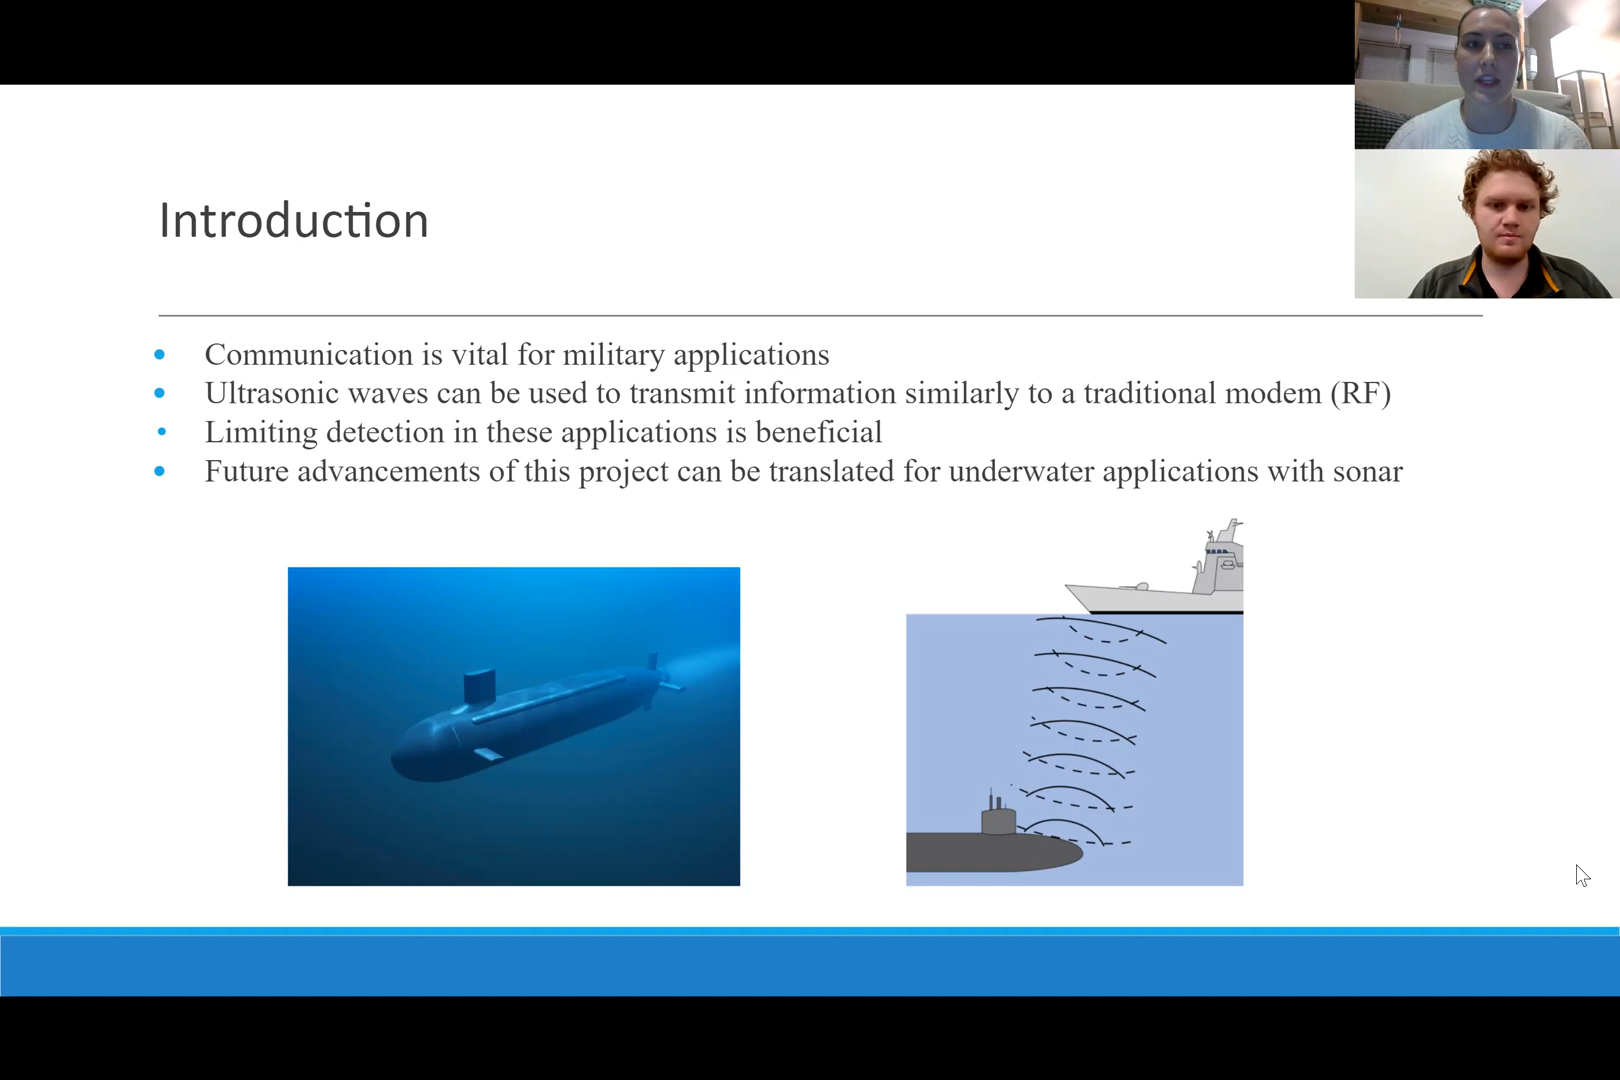 Introduction
Communication is vital for military applications
Ultrasonic waves can be used to transmit information similarly to a traditional modem (RF)
Limiting detection in these applications is beneficial
Future advancements of this project can be translated for underwater applications with sonar